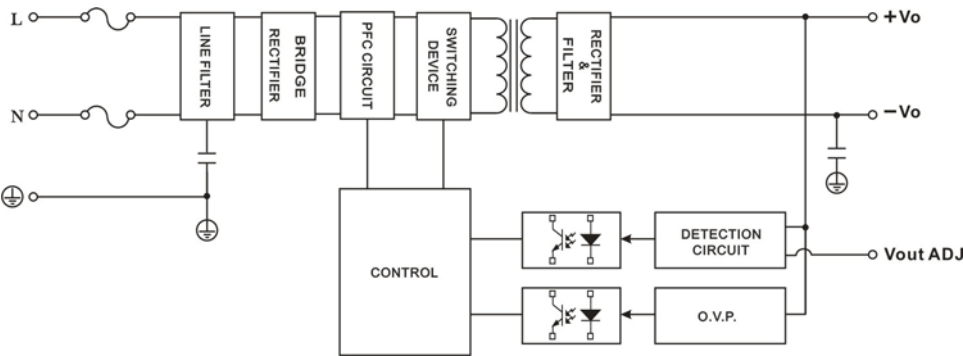 L
N
LINE FILTER
BRIDGE
RECTIFIER
PFC CIRCUIT
SWITCHING
DEVICE
RECTIFIER
&
FILTER
+Vo
−Vo
CONTROL
DETECTION
CIRCUIT
Vout ADJ
O.V.P.